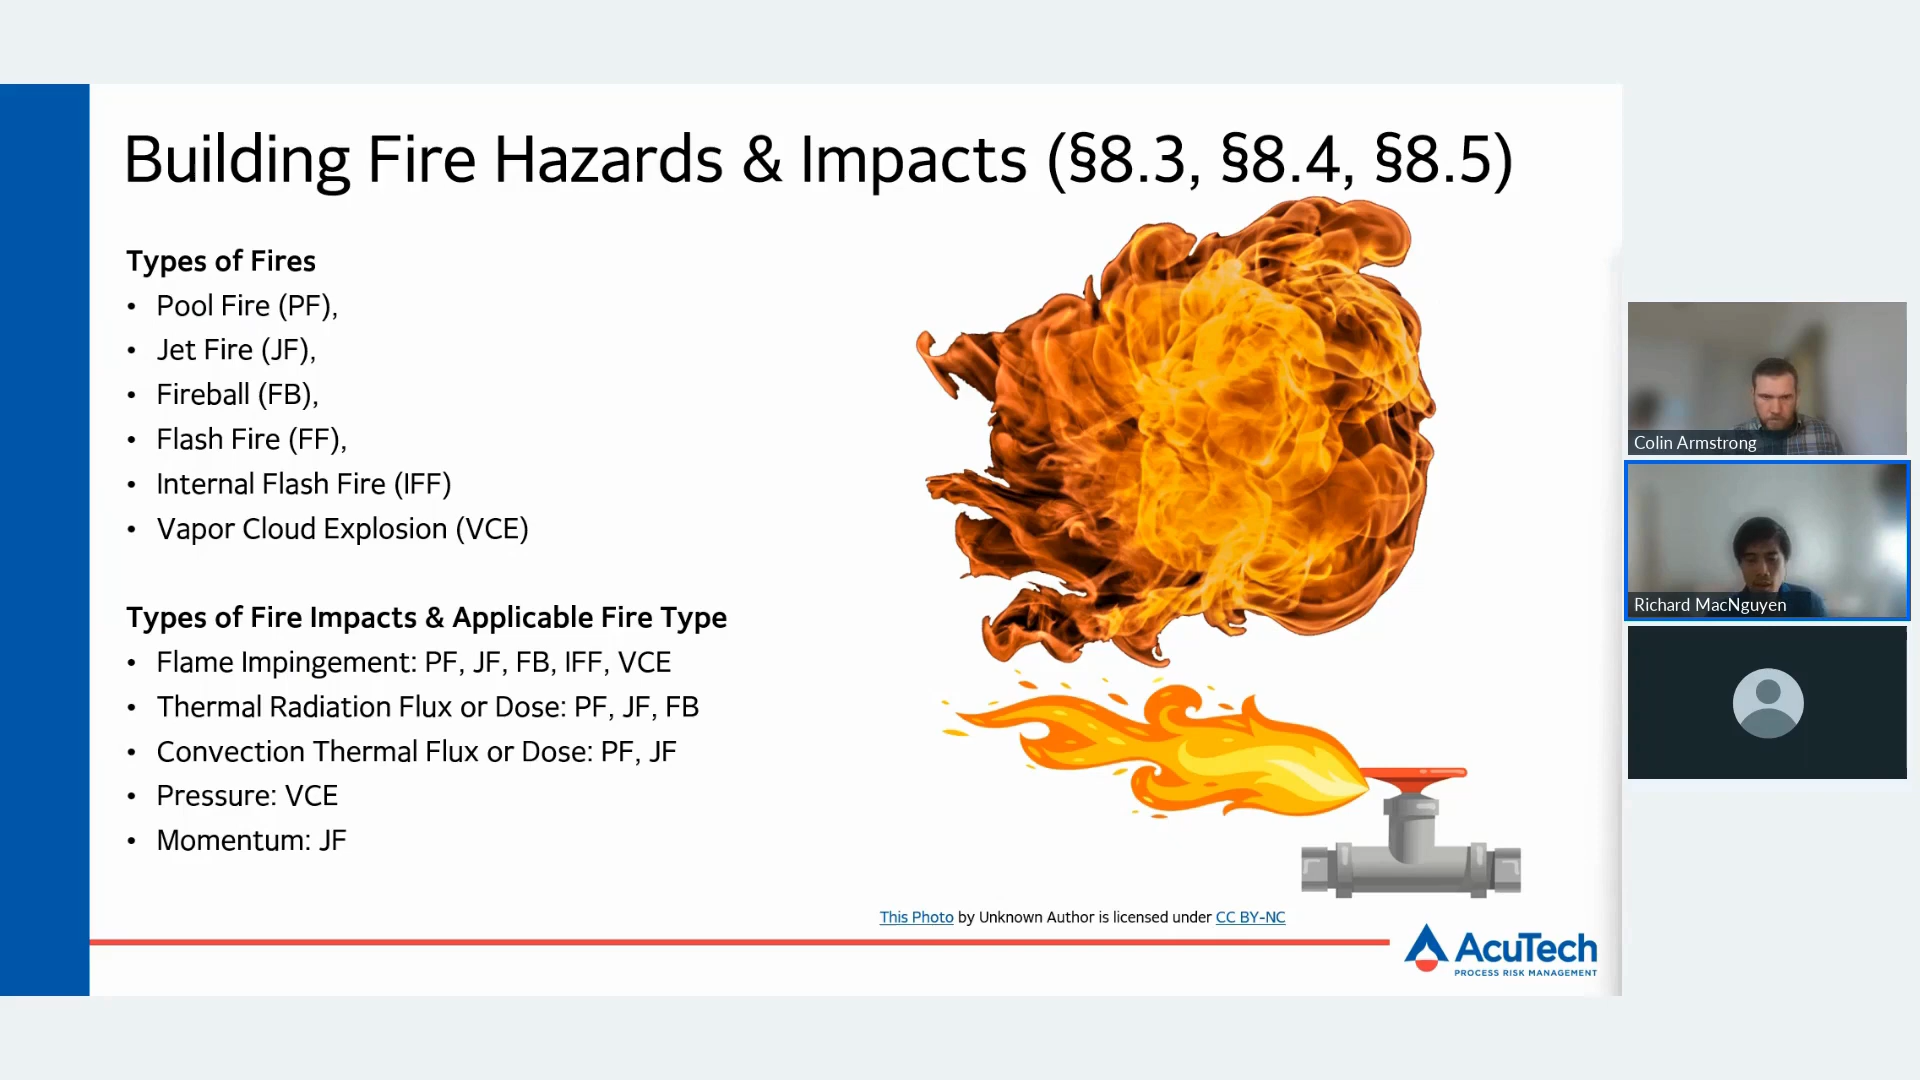 Building Fire Hazards & Impacts (§8.3, §8.4, §8.5)
Types of Fires
• Pool Fire (PF),
• Jet Fire (JF),
• Fireball (FB),
• Flash Fire (FF),
• Internal Flash Fire (IFF)
• Vapor Cloud Explosion (VCE)
Types of Fire Impacts & Applicable Fire Type
• Flame Impingement: PF, JF, FB, IFF, VCE
• Thermal Radiation Flux or Dose: PF, JF, FB
• Convection Thermal Flux or Dose: PF, JF
• Pressure: VCE
• Momentum: JF
This Photo by Unknown Author is licensed under CC BY-NC
AcuTech
PROCESS RISK MANAGEMENT
Colin Armstrong
Richard MacNguyen